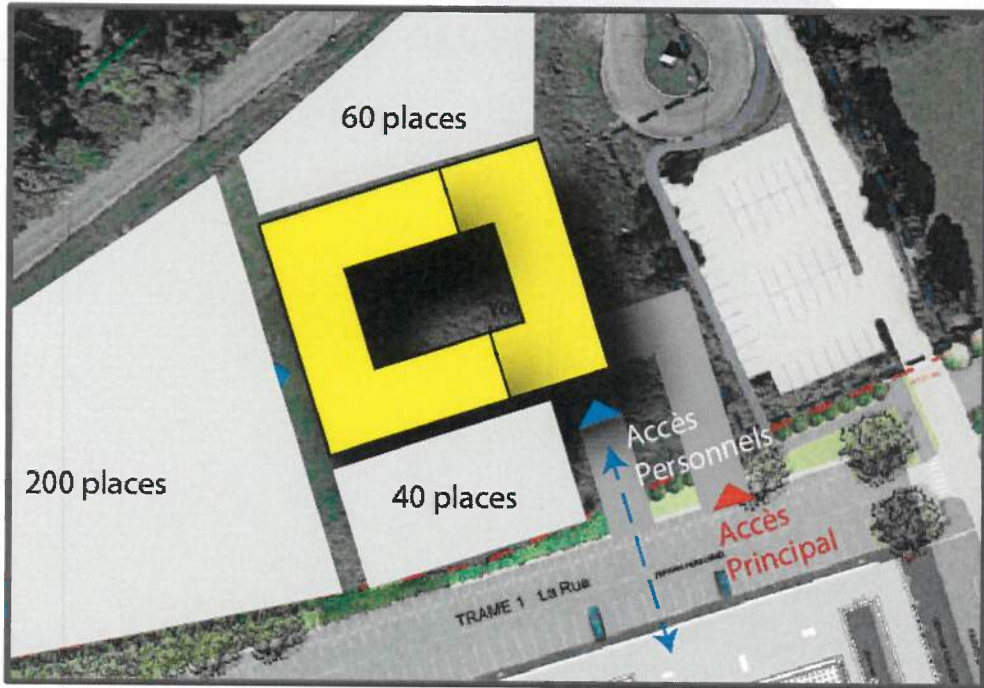 60 places
200 places
40 places
Accès
Personnels
Accès
Principal
TRAME 1 La Rue